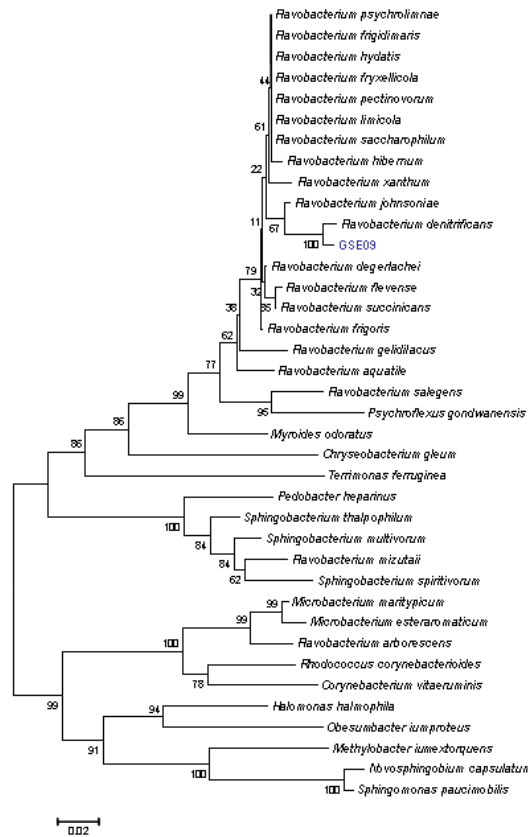 Flavobacterium psychrolimnae
Flavobacterium frigidimaris
Flavobacterium hydatis
Flavobacterium fryxellicola
44
Flavobacterium pectinovorum
Flavobacterium limicola
61
Flavobacterium saccharophilum
Flavobacterium hibernum
22
Flavobacterium xanthum
Flavobacterium johnsoniae
11
67
Flavobacterium denitrificans
100
GSE09
79
Flavobacterium degerlachei
32
Flavobacterium flevense
85
Flavobacterium succinicans
38
Flavobacterium frigoris
62
Flavobacterium gelidilacus
77
Flavobacterium aquatile
Flavobacterium salegens
99
95
Psychroflexus gondwanensis
86
Myroides odoratus
86
Chryseobacterium gleum
Terrimonas ferruginea
Pedobacter heparinus
100
Sphingobacterium thalpophilum
84
Sphingobacterium multivorum
84
Flavobacterium mizutaii
62
Sphingobacterium spiritivorum
99
Microbacterium maritypicum
99
Microbacterium esteraromaticum
100
Flavobacterium arborescens
Rhodococcus corynebacterioides
78
Corynebacterium vitaeruminis
99
94
Halomonas halmophila
Obesumbacter iumproteus
91
Methylobacter iumextorquens
100
Novosphingobium capsulatum
100
Sphingomonas paucimobilis
0.02